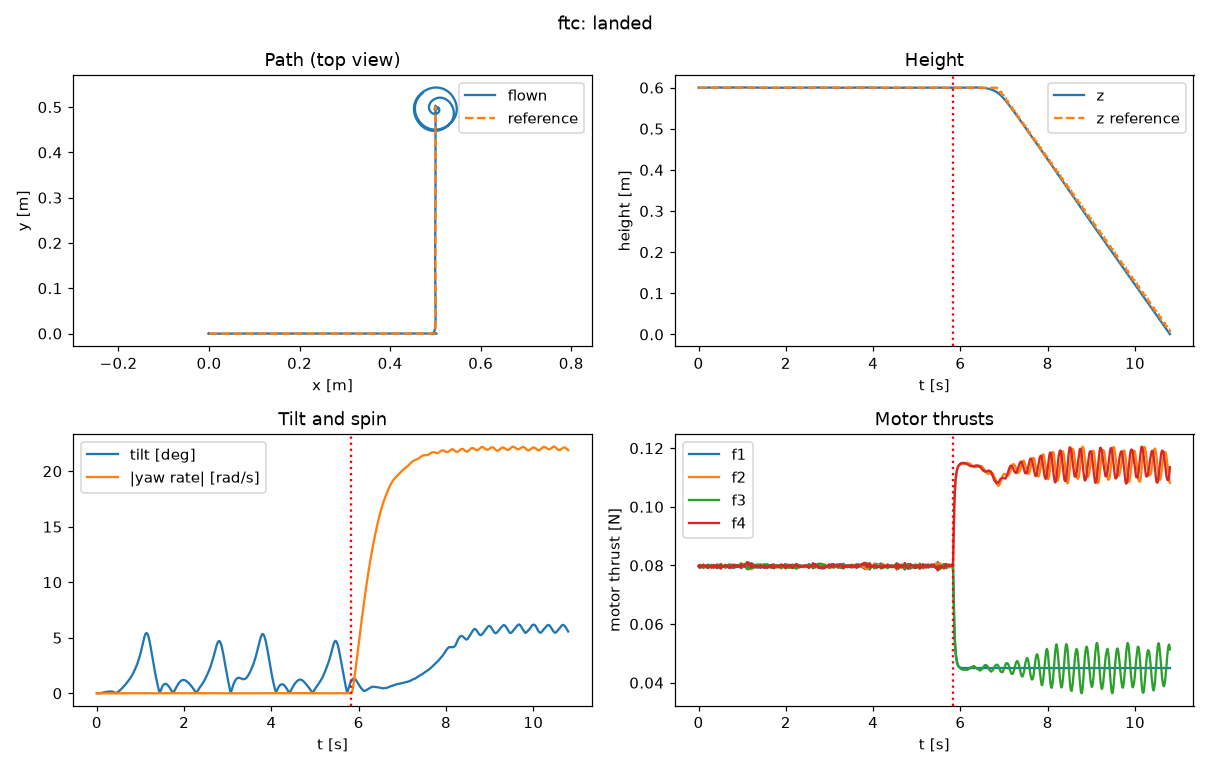 ftc: landed
Path (top view)
flown
reference
y [m]
0.5
0.4
0.3
0.2
0.1
0.0
−0.2 0.0 0.2 0.4 0.6 0.8
x [m]
Height
z
z reference
height [m]
0.6
0.5
0.4
0.3
0.2
0.1
0.0
0 2 4 6 8 10
t [s]
Tilt and spin
tilt [deg]
|yaw rate| [rad/s]
20
15
10
5
0
0 2 4 6 8 10
t [s]
Motor thrusts
f1
f2
f3
f4
motor thrust [N]
0.12
0.10
0.08
0.06
0.04
0 2 4 6 8 10
t [s]